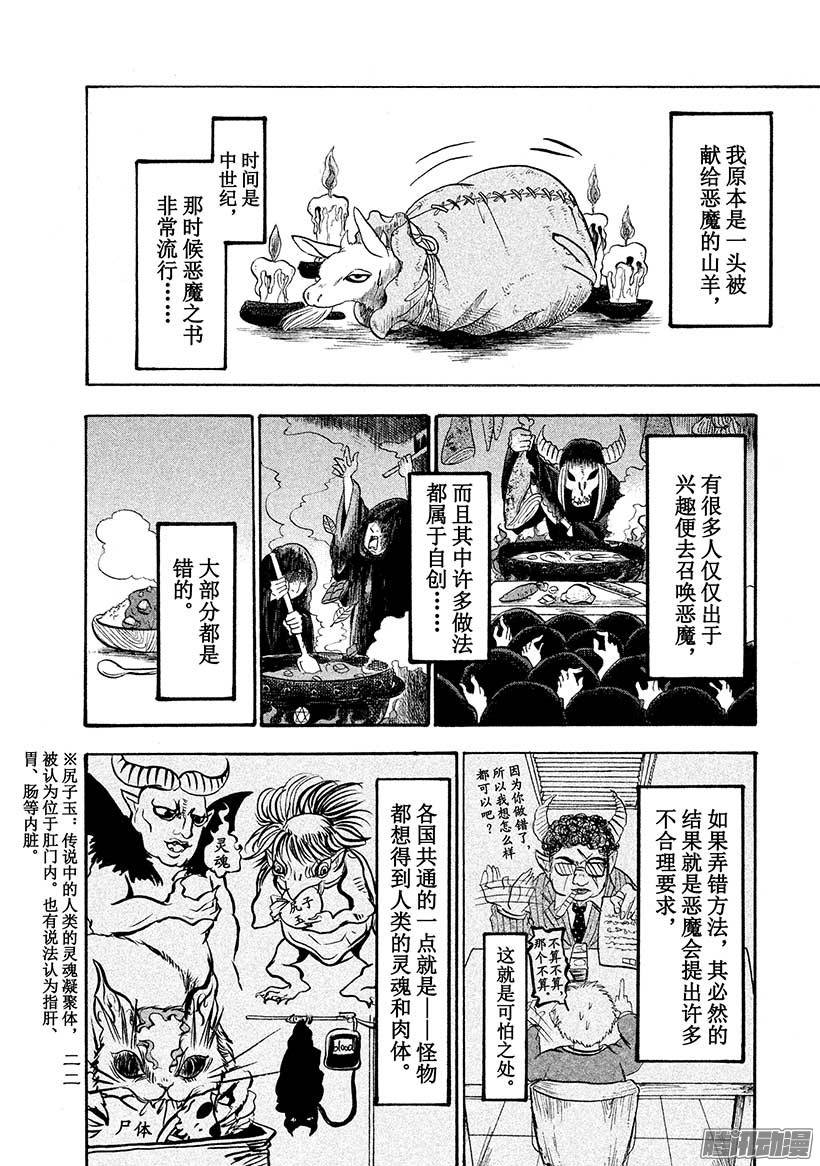 我原本是一头被
献给恶魔的山羊，
时间是
中世纪，
那时候恶魔之书
非常流行……
有很多人仅仅出于
兴趣便去召唤恶魔，
而且其中许多做法
都属于自创……
大部分都是
错的。
如果弄错方法，其必然的
结果就是恶魔会提出许多
不合理要求，
因为你做错了，
所以我想怎么样
都可以吧？
不算不算，
那个不算
这就是可怕之处。
各国共通的一点就是——怪物
都想得到人类的灵魂和肉体。
尻子
玉
灵魂
blood
尸体
※尻子玉：传说中的人类的灵魂凝聚体，
被认为位于肛门内。也有说法认为指肝、
胃、肠等内脏。
二二
腾讯动漫